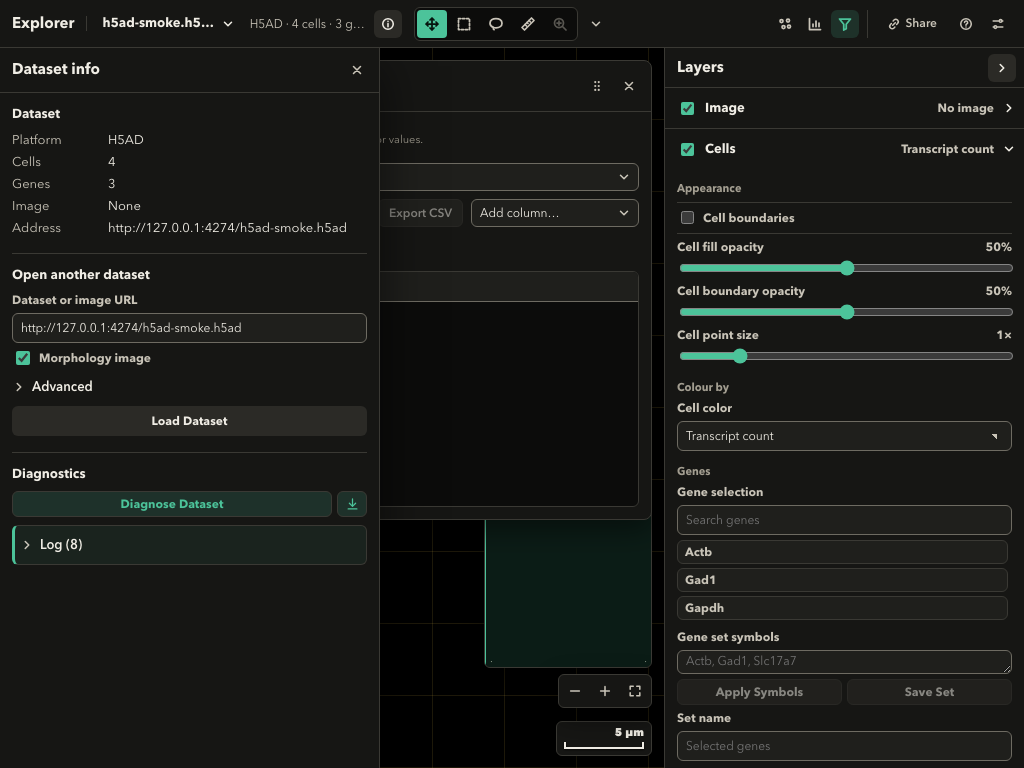 Explorer
h5ad-smoke.h5...
H5AD · 4 cells · 3 g...
Share
Dataset info
Dataset
Platform H5AD
Cells 4
Genes 3
Image None
Address http://127.0.0.1:4274/h5ad-smoke.h5ad
Open another dataset
Dataset or image URL
http://127.0.0.1:4274/h5ad-smoke.h5ad
Morphology image
Advanced
Load Dataset
Diagnostics
Diagnose Dataset
Log (8)
values.
Export CSV
Add column...
5 µm
Layers
Image No image
Cells Transcript count
Appearance
Cell boundaries
Cell fill opacity 50%
Cell boundary opacity 50%
Cell point size 1×
Colour by
Cell color
Transcript count
Genes
Gene selection
Search genes
Actb
Gad1
Gapdh
Gene set symbols
Actb, Gad1, Slc17a7
Apply Symbols Save Set
Set name
Selected genes